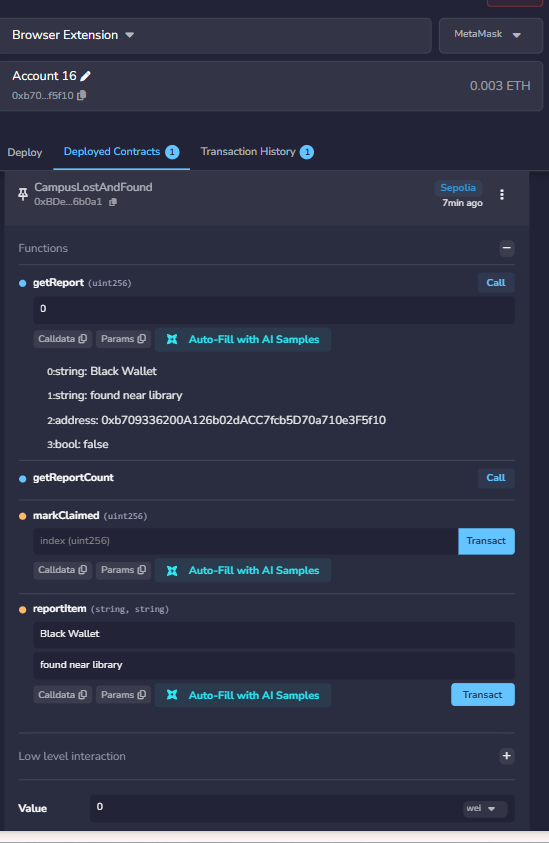 Browser Extension
MetaMask
Account 16
0xb70...f5f10
0.003 ETH
Deploy
Deployed Contracts 1
Transaction History 1
CampusLostAndFound
0xBDe...6b0a1
Sepolia
7min ago
Functions
getReport (uint256)
Call
0
Calldata Params Auto-Fill with AI Samples
0:string: Black Wallet
1:string: found near library
2:address: 0xb709336200A126b02dACC7fcb5D70a710e3F5f10
3:bool: false
getReportCount
Call
markClaimed (uint256)
index (uint256)
Transact
Calldata Params Auto-Fill with AI Samples
reportItem (string, string)
Black Wallet
found near library
Calldata Params Auto-Fill with AI Samples
Transact
Low level interaction
Value
0
wei